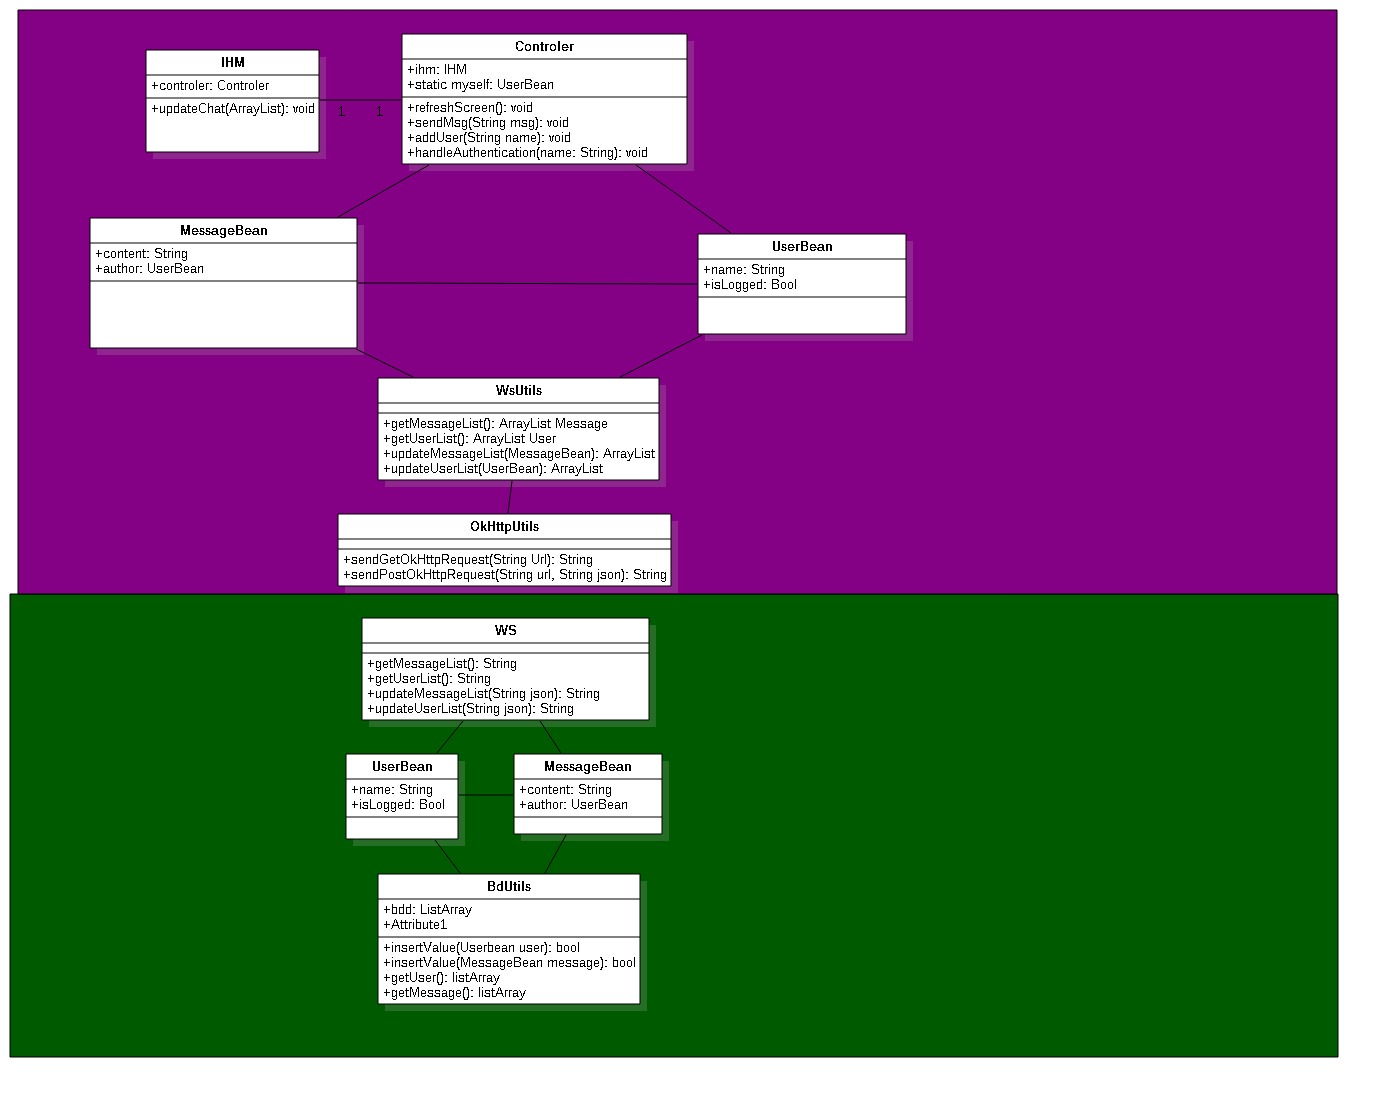 IHM
+controler: Controler
+updateChat(ArrayList): void
1
1
Controler
+ihm: IHM
+static myself: UserBean
+refreshScreen(): void
+sendMsg(String msg): void
+addUser(String name): void
+handleAuthentication(name: String): void
MessageBean
+content: String
+author: UserBean
UserBean
+name: String
+isLogged: Bool
WsUtils
+getMessageList(): ArrayList Message
+getUserList(): ArrayList User
+updateMessageList(MessageBean): ArrayList
+updateUserList(UserBean): ArrayList
OkHttpUtils
+sendGetOkHttpRequest(String Url): String
+sendPostOkHttpRequest(String url, String json): String
WS
+getMessageList(): String
+getUserList(): String
+updateMessageList(String json): String
+updateUserList(String json): String
UserBean
+name: String
+isLogged: Bool
MessageBean
+content: String
+author: UserBean
BdUtils
+bdd: ListArray
+Attribute1
+insertValue(Userbean user): bool
+insertValue(MessageBean message): bool
+getUser(): listArray
+getMessage(): listArray